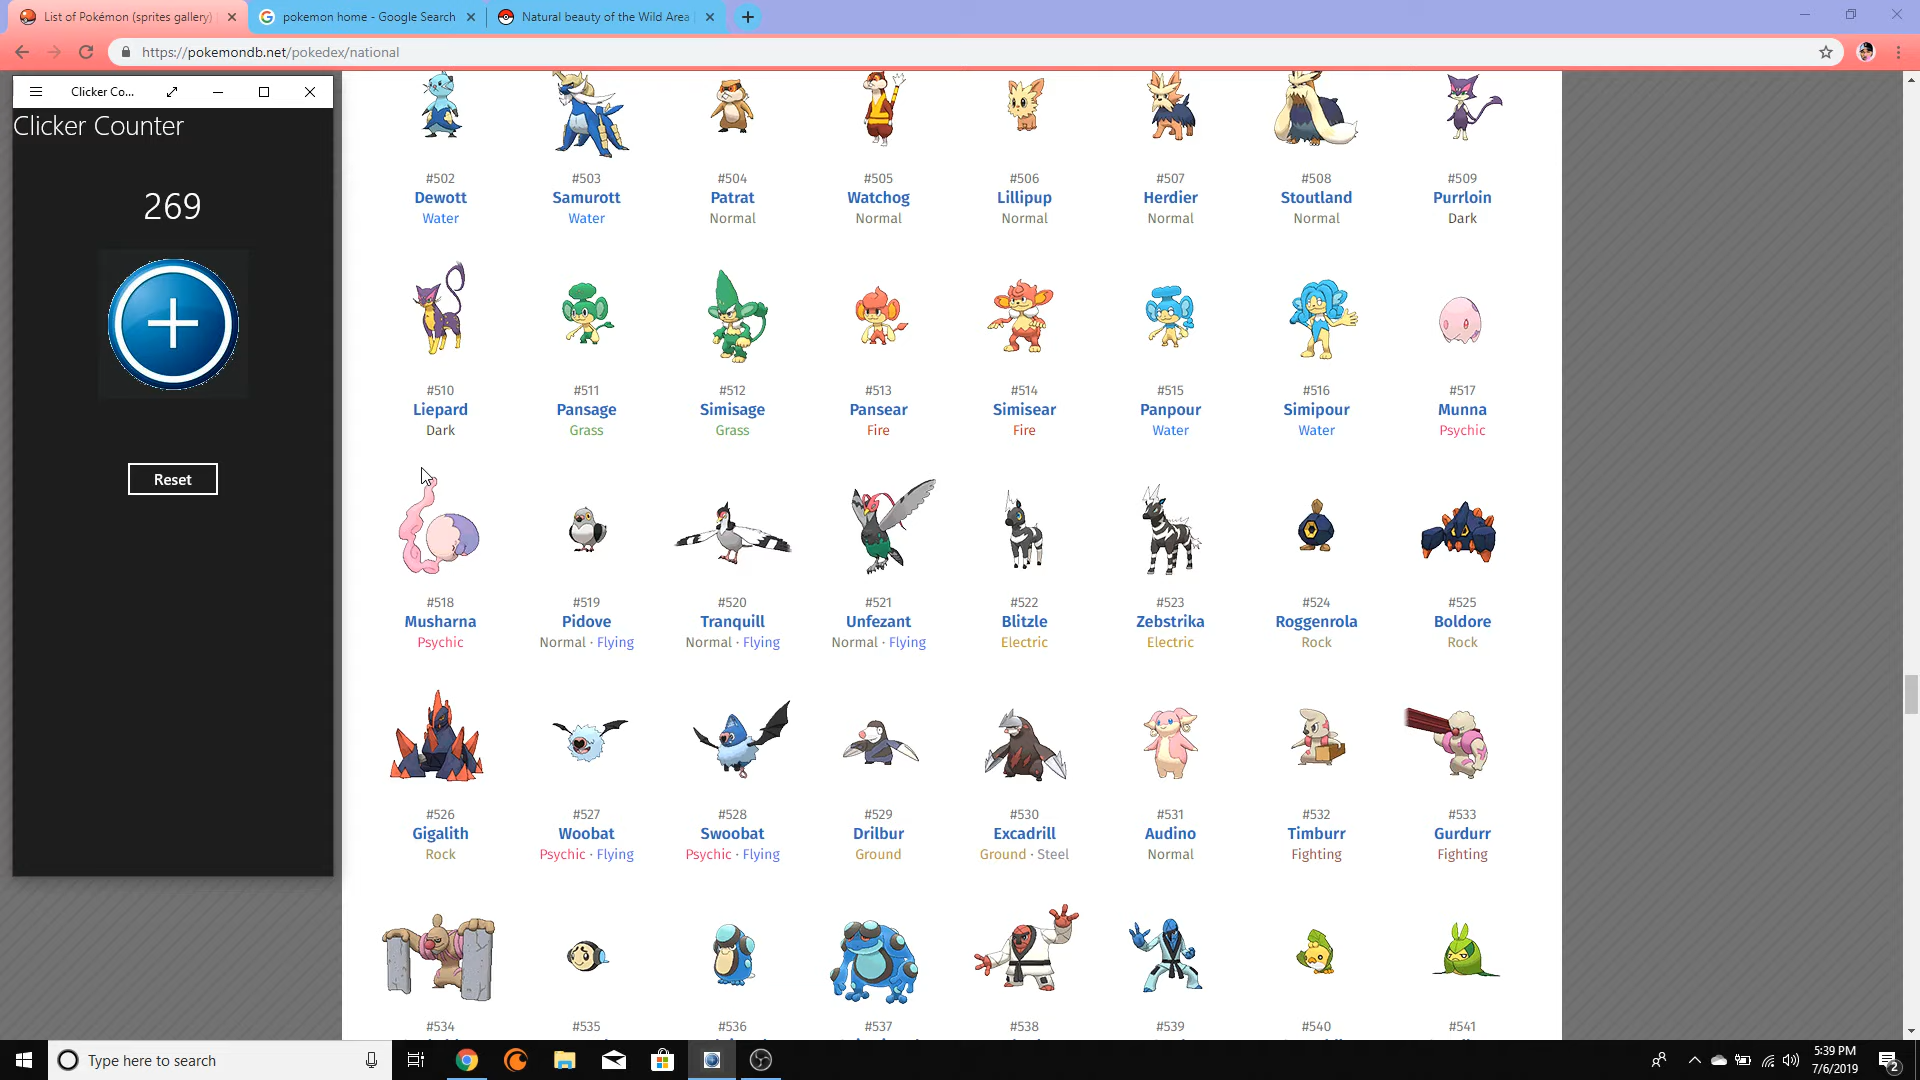 List of Pokémon (sprites gallery)
pokemon home - Google Search
Natural beauty of the Wild Area
https://pokemondb.net/pokedex/national
Clicker Co...
Clicker Counter
269
Reset
#502 #503 #504 #505 #506 #507 #508 #509
Dewott Samurott Patrat Watchog Lillipup Herdier Stoutland Purrloin
Water Water Normal Normal Normal Normal Normal Dark
#510 #511 #512 #513 #514 #515 #516 #517
Liepard Pansage Simisage Pansear Simisear Panpour Simipour Munna
Dark Grass Grass Fire Fire Water Water Psychic
#518 #519 #520 #521 #522 #523 #524 #525
Musharna Pidove Tranquill Unfezant Blitzle Zebstrika Roggenrola Boldore
Psychic Normal · Flying Normal · Flying Normal · Flying Electric Electric Rock Rock
#526 #527 #528 #529 #530 #531 #532 #533
Gigalith Woobat Swoobat Drilbur Excadrill Audino Timburr Gurdurr
Rock Psychic · Flying Psychic · Flying Ground Ground · Steel Normal Fighting Fighting
#534 #535 #536 #537 #538 #539 #540 #541
Type here to search
5:39 PM
7/6/2019
2